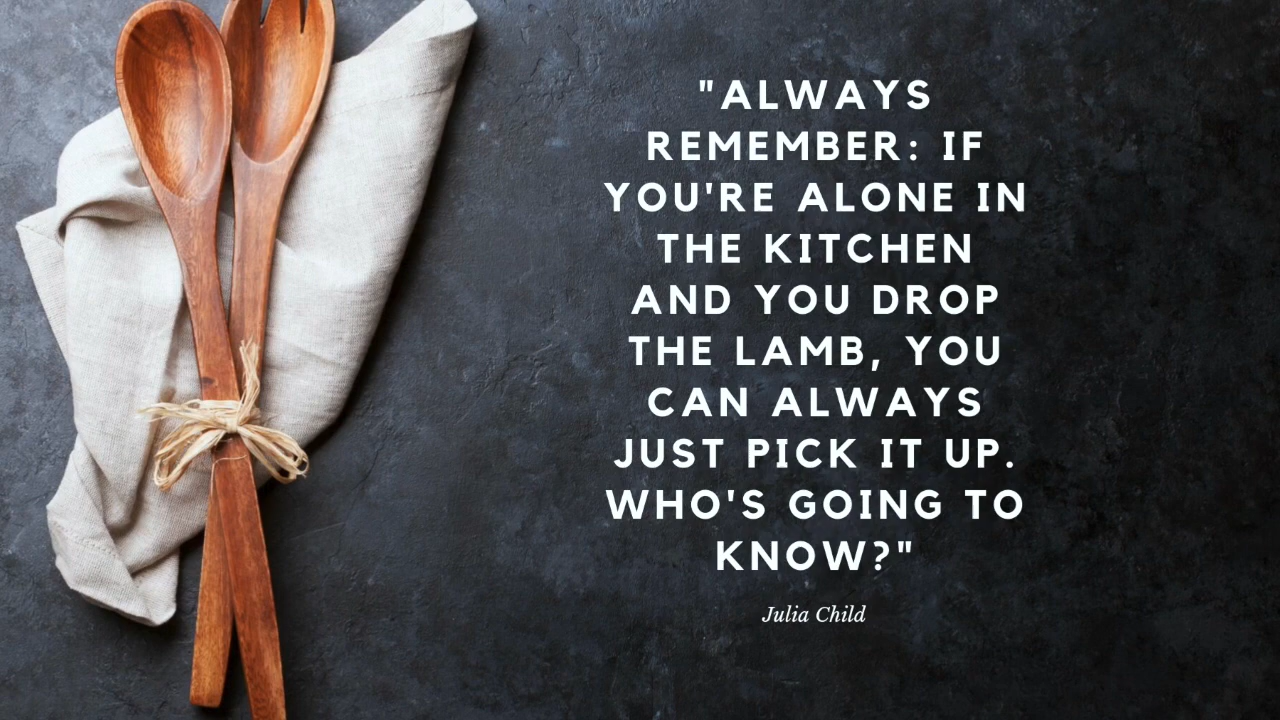 "ALWAYS
REMEMBER: IF
YOU'RE ALONE IN
THE KITCHEN
AND YOU DROP
THE LAMB, YOU
CAN ALWAYS
JUST PICK IT UP.
WHO'S GOING TO
KNOW?"
Julia Child